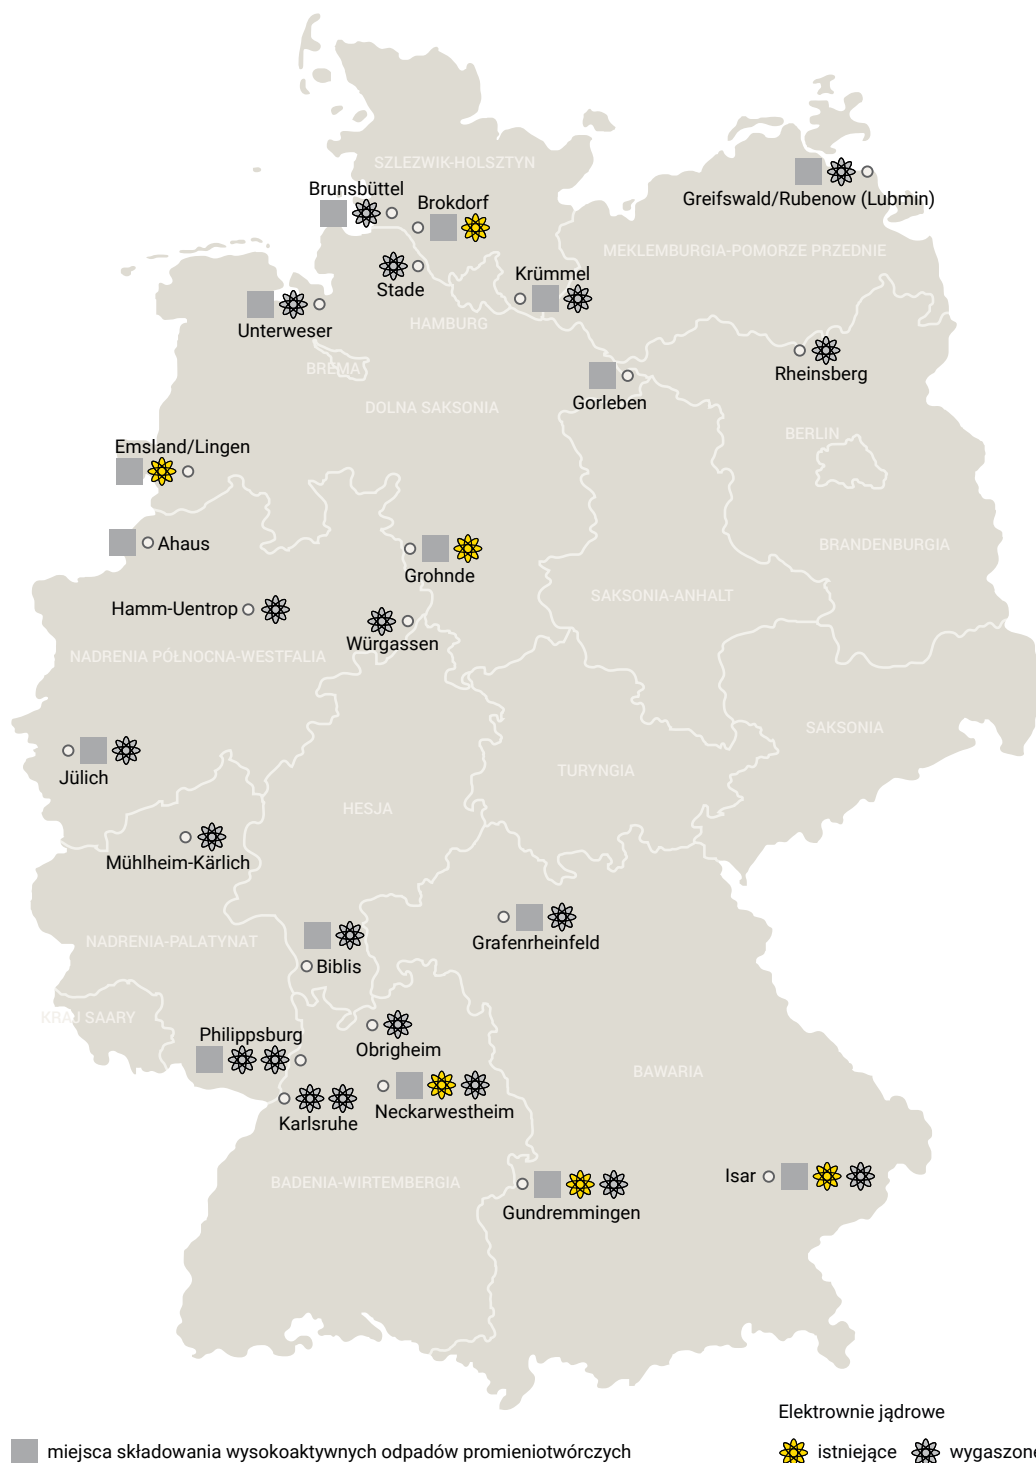 SZLEZWIK-HOLSZTYN
Brunsbüttel
Brokdorf
Greifswald/Rubenow (Lubmin)
MEKLEMBURGIA-POMORZE PRZEDNIE
Stade
Krümmel
Unterweser
HAMBURG
BREMA
Rheinsberg
Gorleben
DOLNA SAKSONIA
BERLIN
Emsland/Lingen
Ahaus
BRANDENBURGIA
Grohnde
SAKSONIA-ANHALT
Hamm-Uentrop
Würgassen
NADRENIA PÓŁNOCNA-WESTFALIA
SAKSONIA
Jülich
TURYNGIA
HESJA
Mühlheim-Kärlich
NADRENIA-PALATYNAT
Grafenrheinfeld
Biblis
KRAJ SAARY
Philippsburg
Obrigheim
BAWARIA
Karlsruhe
Neckarwestheim
BADENIA-WIRTEMBERGIA
Isar
Gundremmingen
Elektrownie jądrowe
miejsca składowania wysokoaktywnych odpadów promieniotwórczych
istniejące
wygaszone